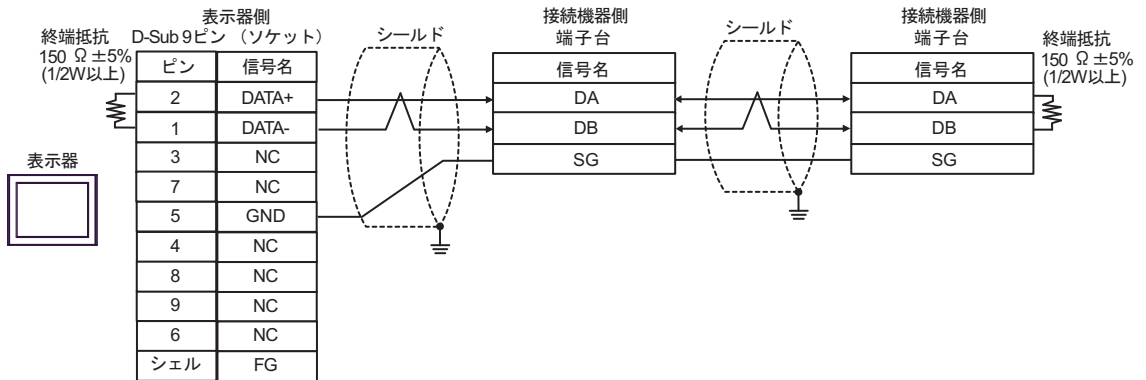 表示器側
D-Sub 9ピン （ソケット）
終端抵抗
150 Ω ±5%
(1/2W以上)
ピン 信号名
2 DATA+
1 DATA-
3 NC
7 NC
5 GND
4 NC
8 NC
9 NC
6 NC
シェル FG
表示器
シールド
接続機器側
端子台
信号名
DA
DB
SG
シールド
接続機器側
端子台
信号名
DA
DB
SG
終端抵抗
150 Ω ±5%
(1/2W以上)